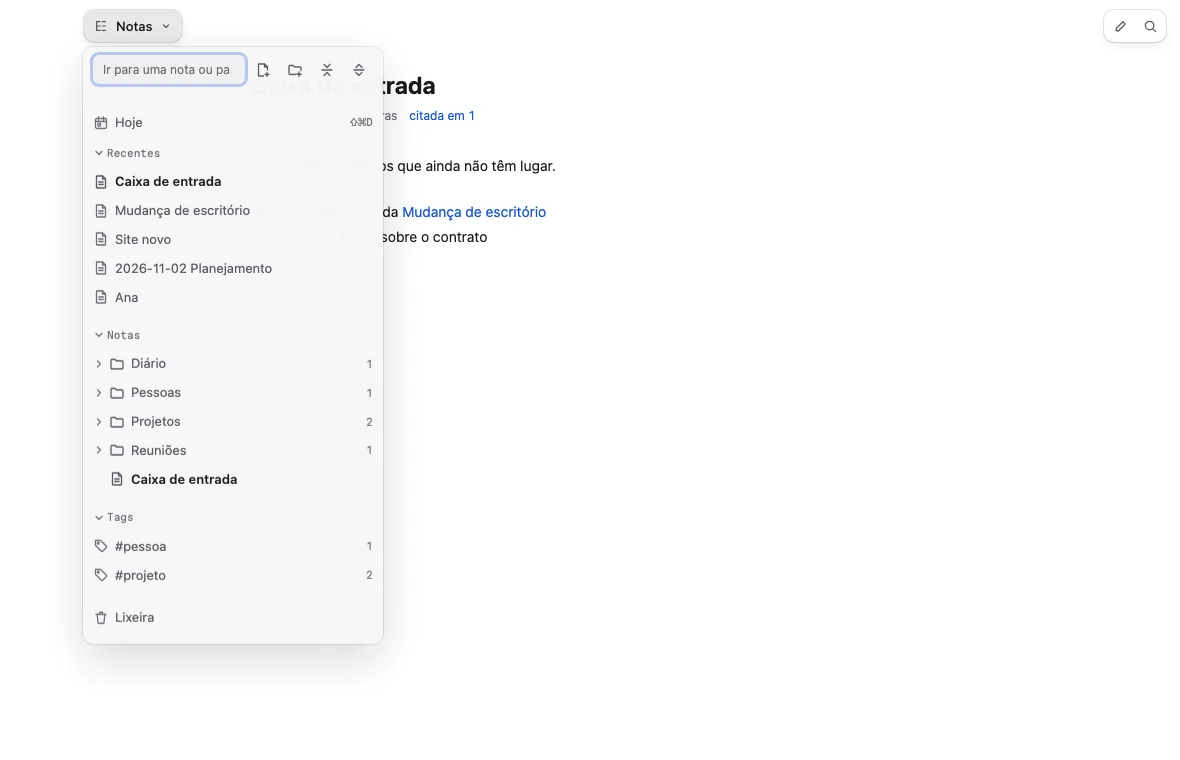 Notas
Ir para uma nota ou pa
Hoje ⇧⌘D
Recentes
Caixa de entrada
Mudança de escritório
Site novo
2026-11-02 Planejamento
Ana
Notas
Diário 1
Pessoas 1
Projetos 2
Reuniões 1
Caixa de entrada
Tags
#pessoa 1
#projeto 2
Lixeira
trada
ras citada em 1
os que ainda não têm lugar.
da Mudança de escritório
sobre o contrato